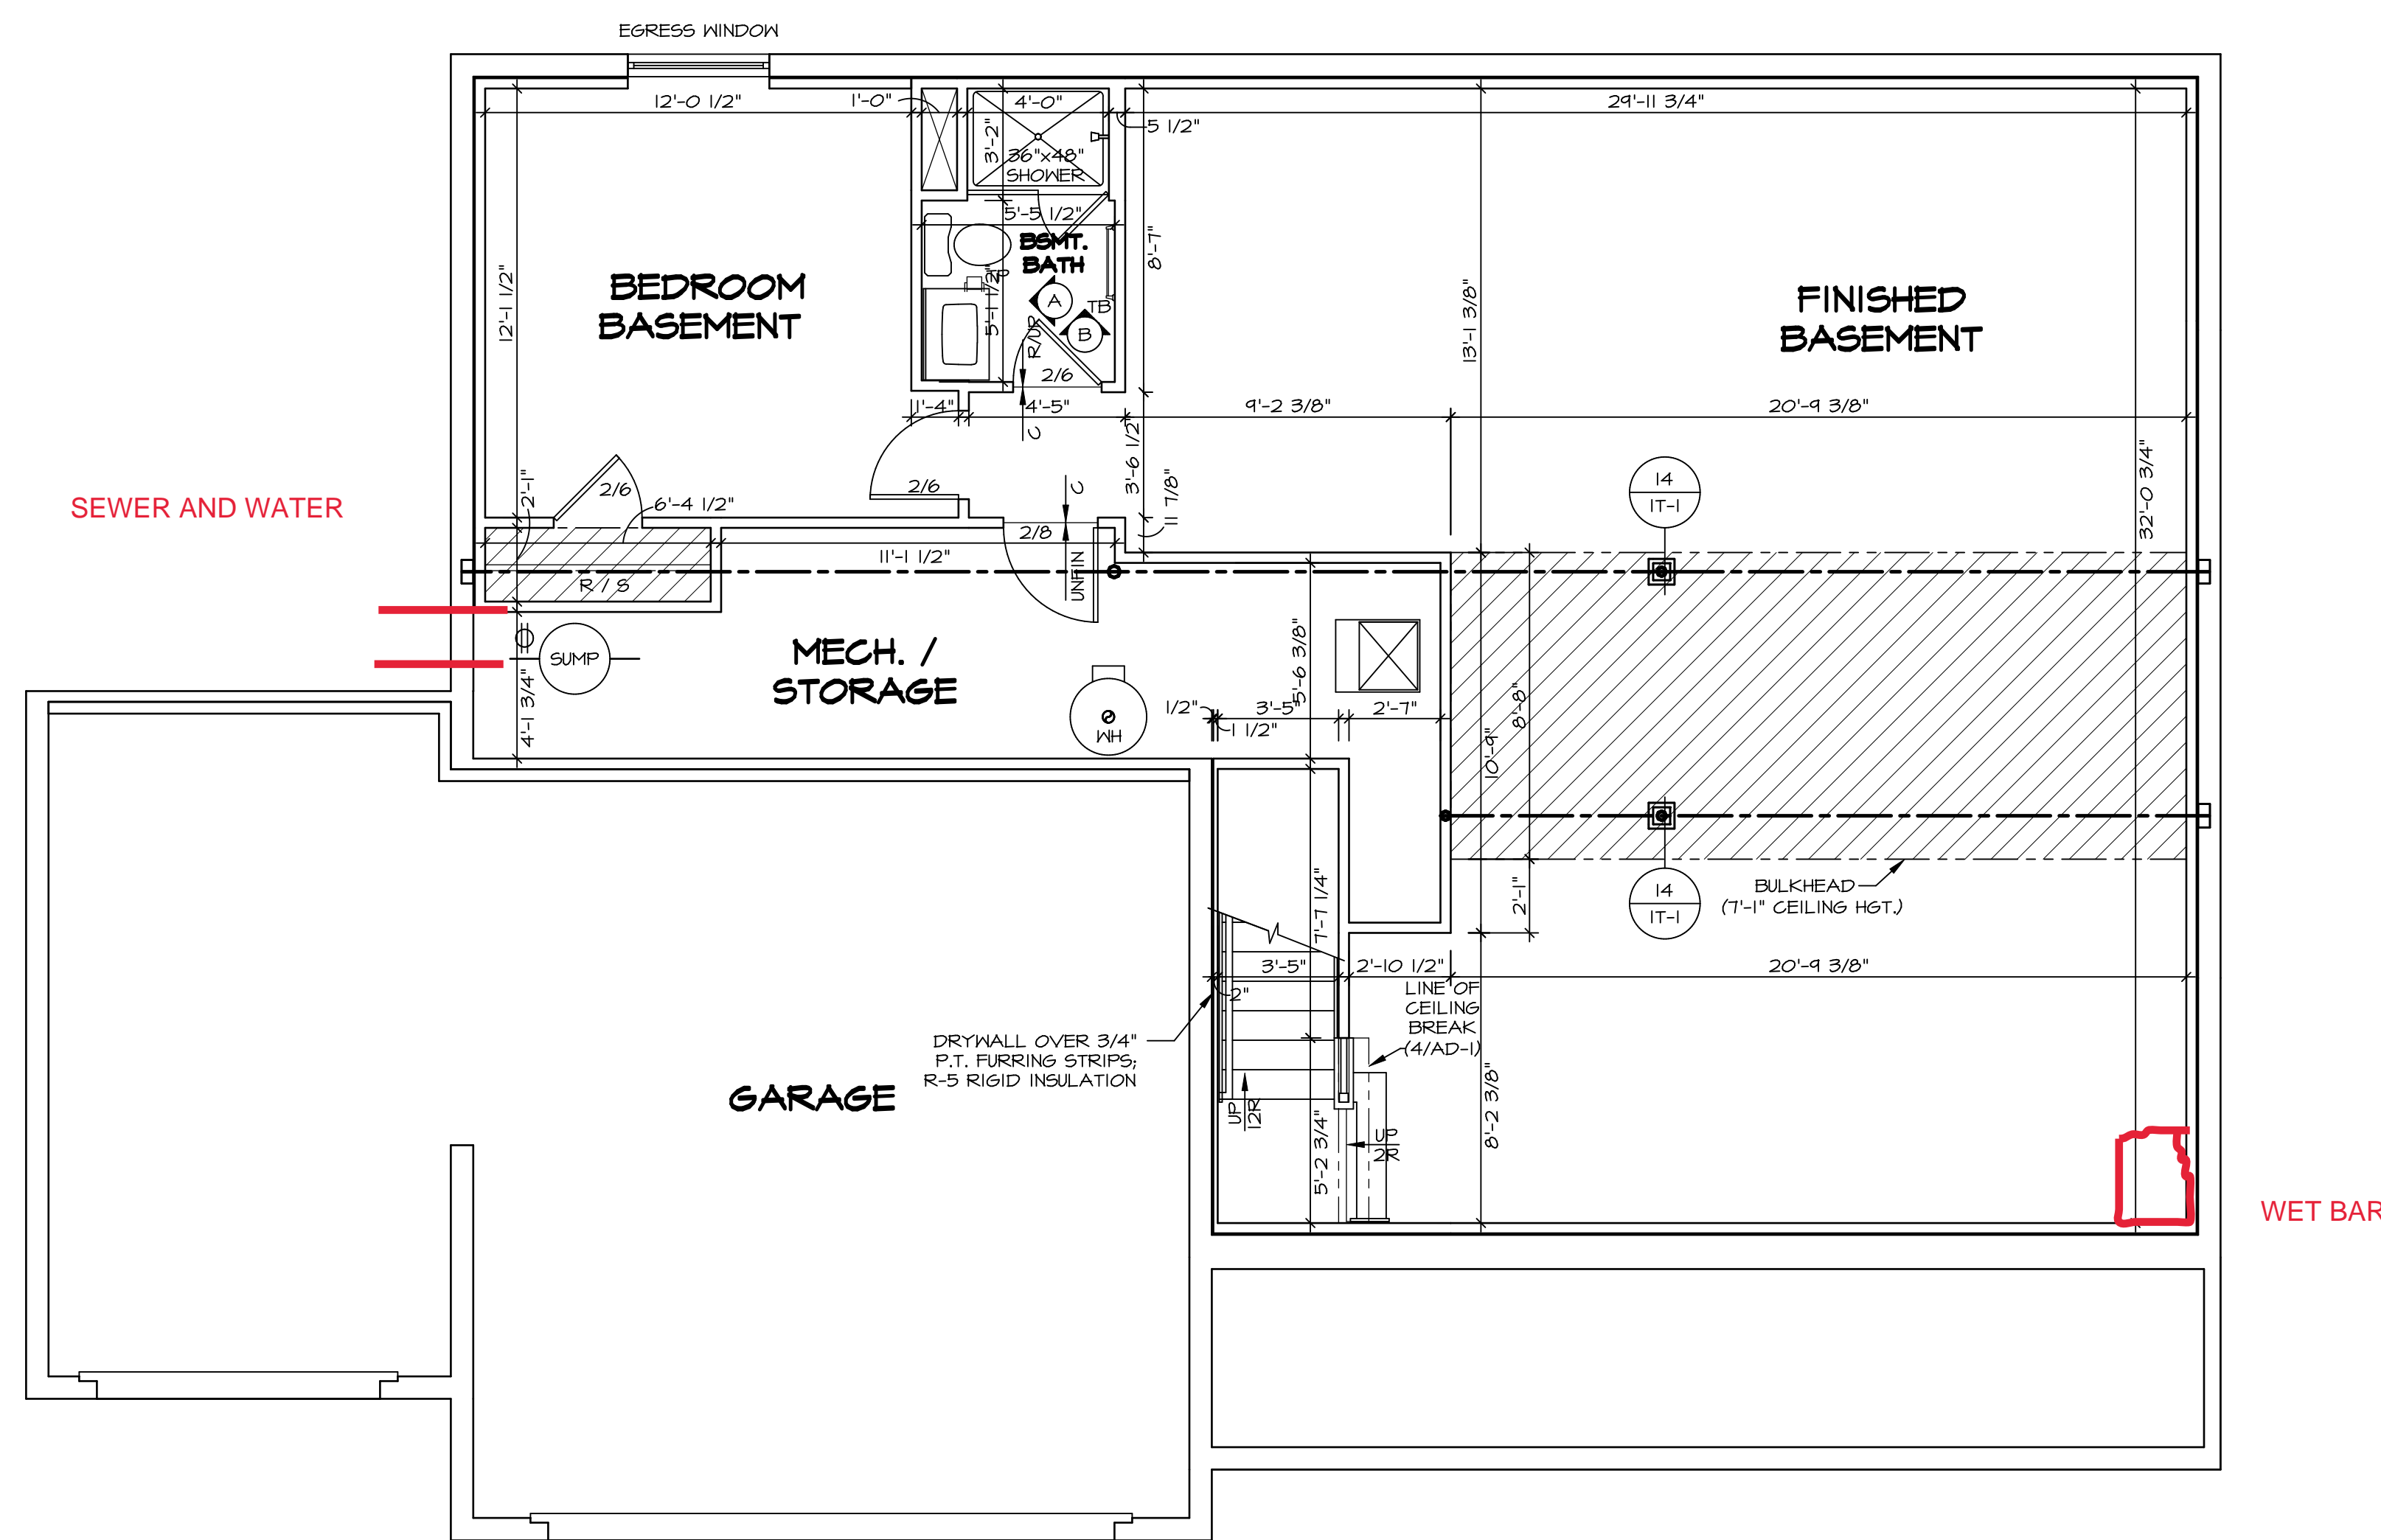 EGRESS WINDOW
12'-0 1/2"
1'-0"
4'-0"
29'-11 3/4"
5 1/2"
3'-2"
36"x48"
SHOWER
5'-5 1/2"
BSMT.
BATH
8'-7"
TP
BEDROOM
BASEMENT
12'-1 1/2"
5'-1 1/2"
A
TB
B
R/UP
2/6
13'-1 3/8"
FINISHED
BASEMENT
1'-4"
4'-5"
C
9'-2 3/8"
20'-9 3/8"
3'-6 1/2"
11 7/8"
32'-0 3/4"
SEWER AND WATER
2'-1"
2/6
6'-4 1/2"
2/6
C
14
1T-1
2/8
11'-1 1/2"
UNFIN
R / S
SUMP
MECH. /
STORAGE
5'-6 3/8"
4'-1 3/4"
WH
1/2"
3'-5"
1 1/2"
2'-7"
8'-8"
10'-9"
7'-7 1/4"
2'-1"
14
1T-1
BULKHEAD
(7'-1" CEILING HGT.)
3'-5"
2'-10 1/2"
20'-9 3/8"
2"
LINE OF
CEILING
BREAK
(4/AD-1)
DRYWALL OVER 3/4"
P.T. FURRING STRIPS;
R-5 RIGID INSULATION
GARAGE
UP
12R
5'-2 3/4"
UP
2R
8'-2 3/8"
WET BAR